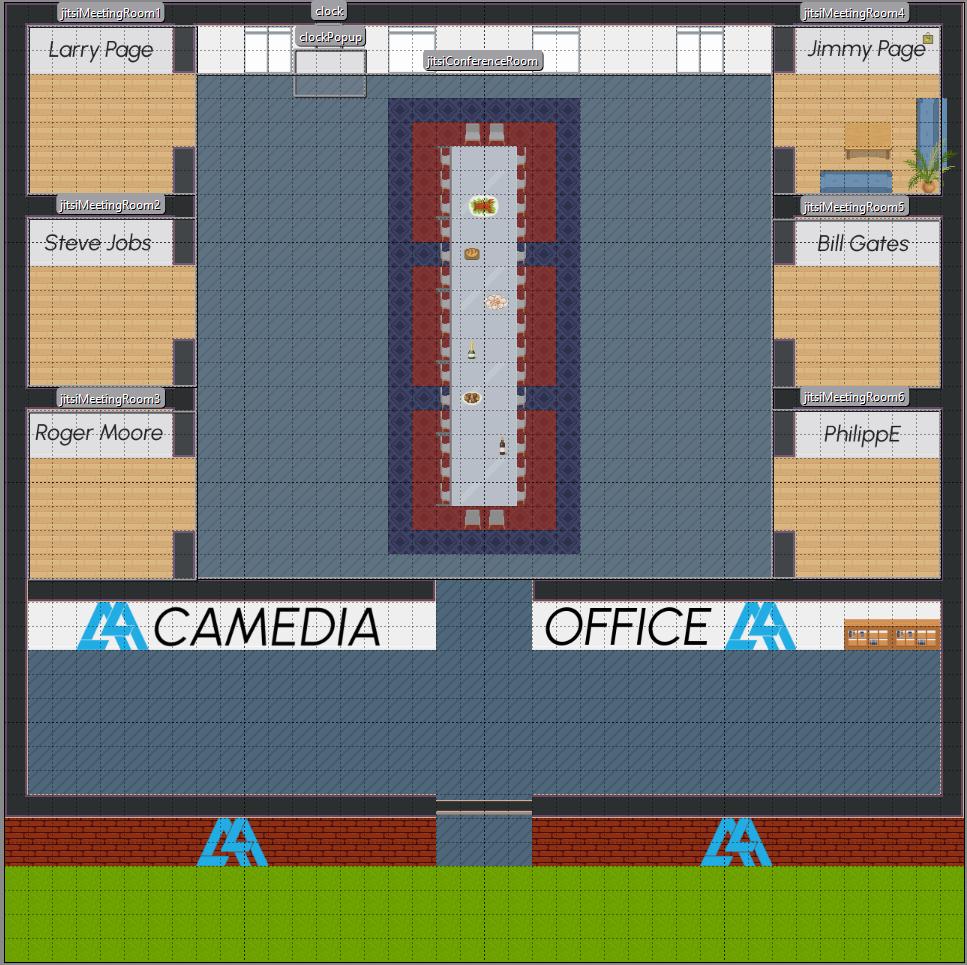 jitsiMeetingRoom1
clock
jitsiMeetingRoom4
Larry Page
clockPopup
jitsiConferenceRoom
Jimmy Page
jitsiMeetingRoom2
jitsiMeetingRoom5
Steve Jobs
Bill Gates
jitsiMeetingRoom3
jitsiMeetingRoom6
Roger Moore
PhilippE
CAMEDIA
OFFICE